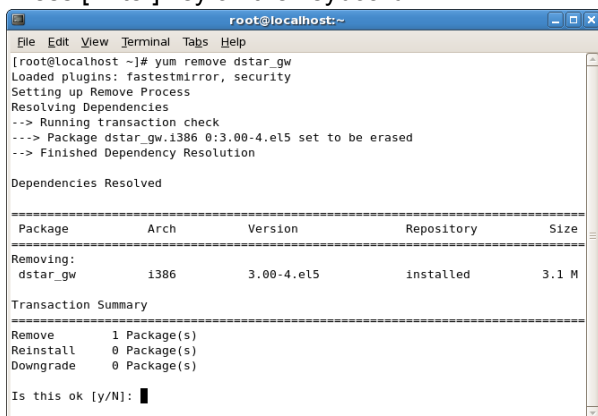 root@localhost:~
File Edit View Terminal Tabs Help
[root@localhost ~]# yum remove dstar_gw
Loaded plugins: fastestmirror, security
Setting up Remove Process
Resolving Dependencies
--> Running transaction check
---> Package dstar_gw.i386 0:3.00-4.el5 set to be erased
--> Finished Dependency Resolution
Dependencies Resolved
================================================================================
Package Arch Version Repository Size
================================================================================
Removing:
dstar_gw i386 3.00-4.el5 installed 3.1 M
Transaction Summary
================================================================================
Remove 1 Package(s)
Reinstall 0 Package(s)
Downgrade 0 Package(s)
Is this ok [y/N]: